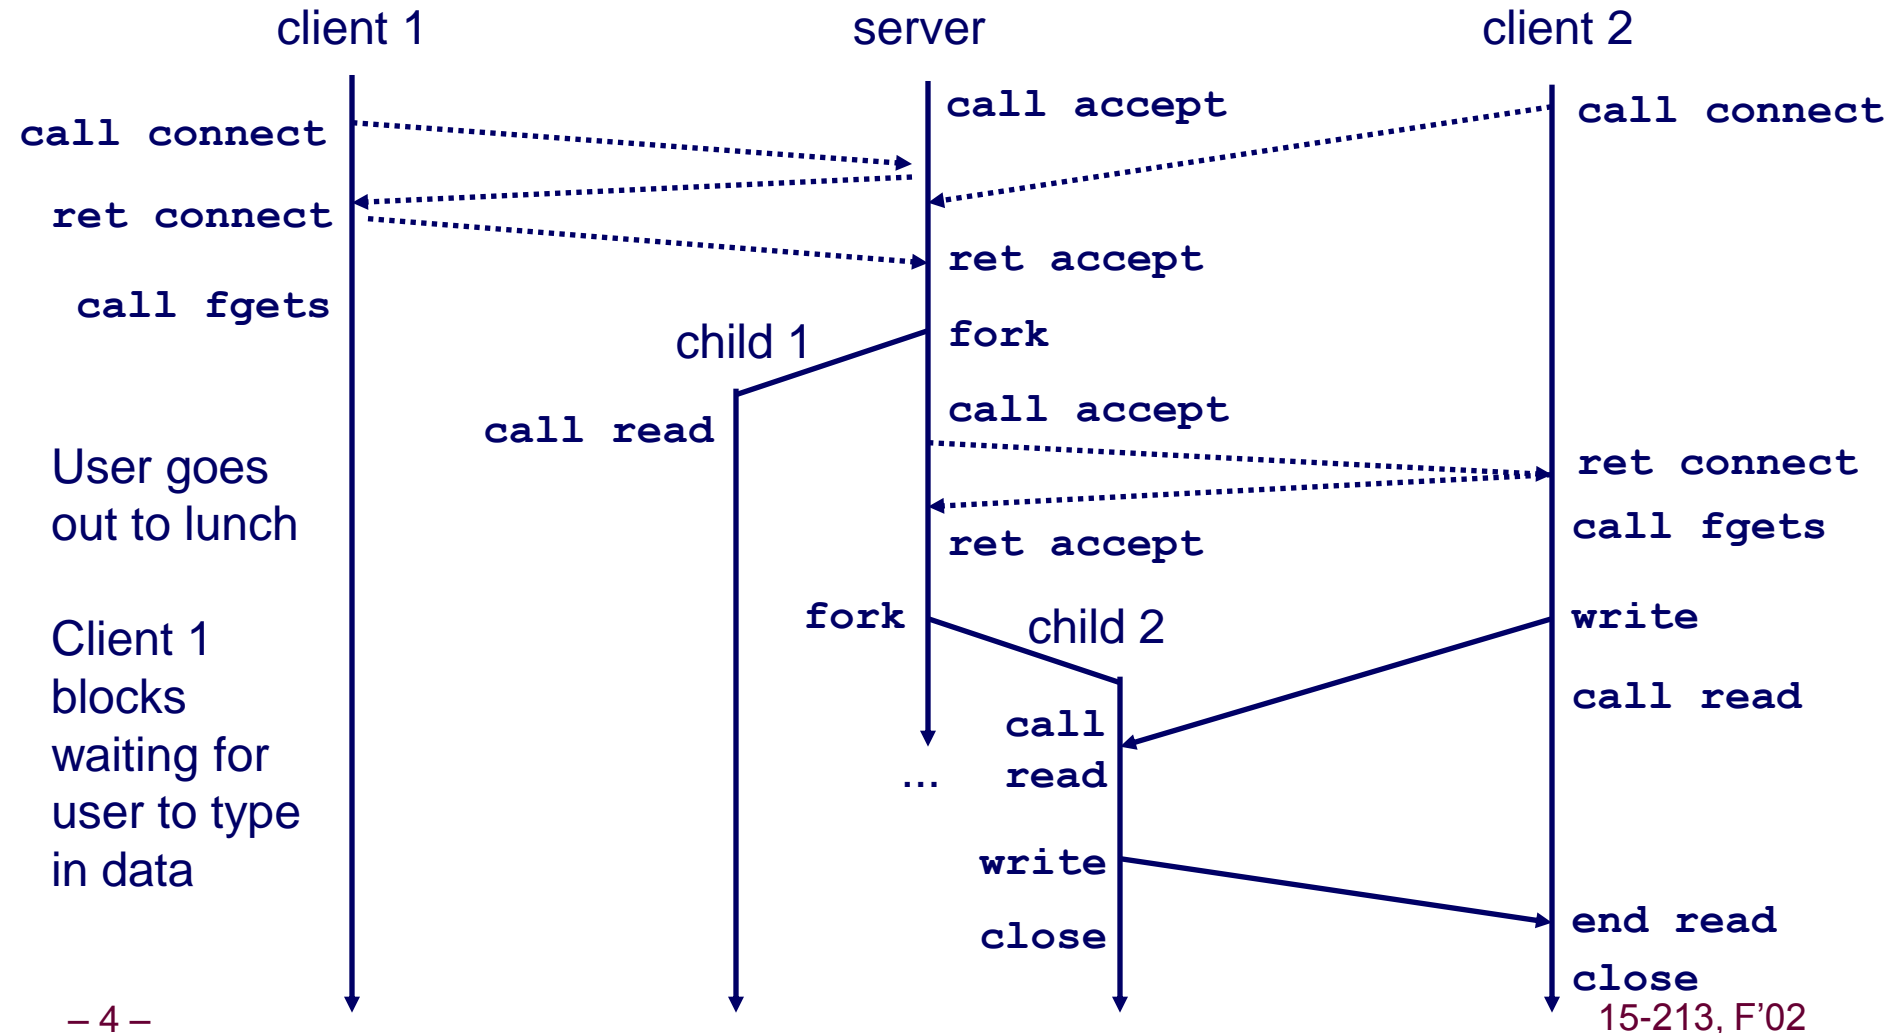 client 1
server
client 2
call accept
call connect
call connect
ret connect
ret accept
call fgets
child 1
fork
call accept
call read
User goes
out to lunch
ret connect
call fgets
ret accept
fork
child 2
write
Client 1
blocks
waiting for
user to type
in data
call read
call
read
...
write
close
end read
close
– 4 –
15-213, F’02